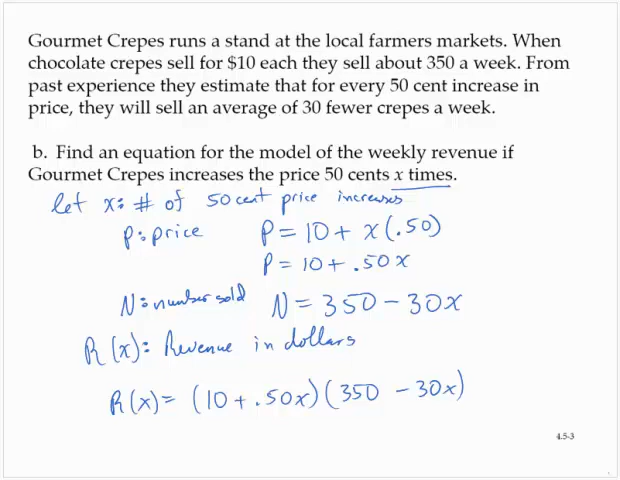 Gourmet Crepes runs a stand at the local farmers markets. When
chocolate crepes sell for $10 each they sell about 350 a week. From
past experience they estimate that for every 50 cent increase in
price, they will sell an average of 30 fewer crepes a week.
b. Find an equation for the model of the weekly revenue if
Gourmet Crepes increases the price 50 cents x times.
let x: # of 50 cent price increases
P: price P = 10 + x(.50)
P = 10 + .50x
N: number sold N = 350 - 30x
R(x): Revenue in dollars
R(x) = (10 + .50x)(350 - 30x)
4.5-3